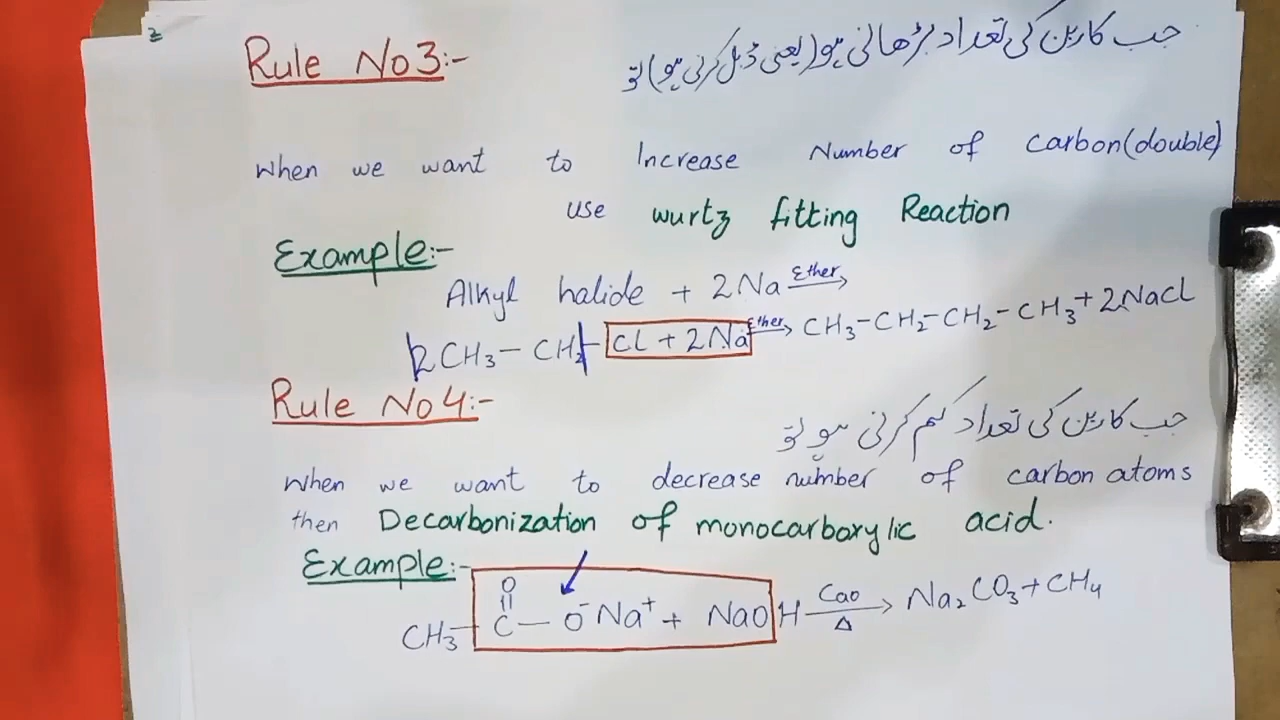 Rule No3:-
جب کاربن کی تعداد بڑھانی ہو(یعنی ڈبل کرنی ہو) تو
When we want to Increase Number of carbon(double)
use wurtz fitting Reaction
Example:-
Alkyl halide + 2Na Ether→
2CH₃-CH₂-Cl + 2Na Ether→ CH₃-CH₂-CH₂-CH₃ + 2NaCl
Rule No4:-
جب کاربن کی تعداد کم کرنی ہو تو
When we want to decrease number of carbon atoms
then Decarbonization of monocarboxylic acid.
Example:-
O
||
CH₃-C-O⁻Na⁺ + NaOH Cao→ Na₂CO₃ + CH₄
Δ